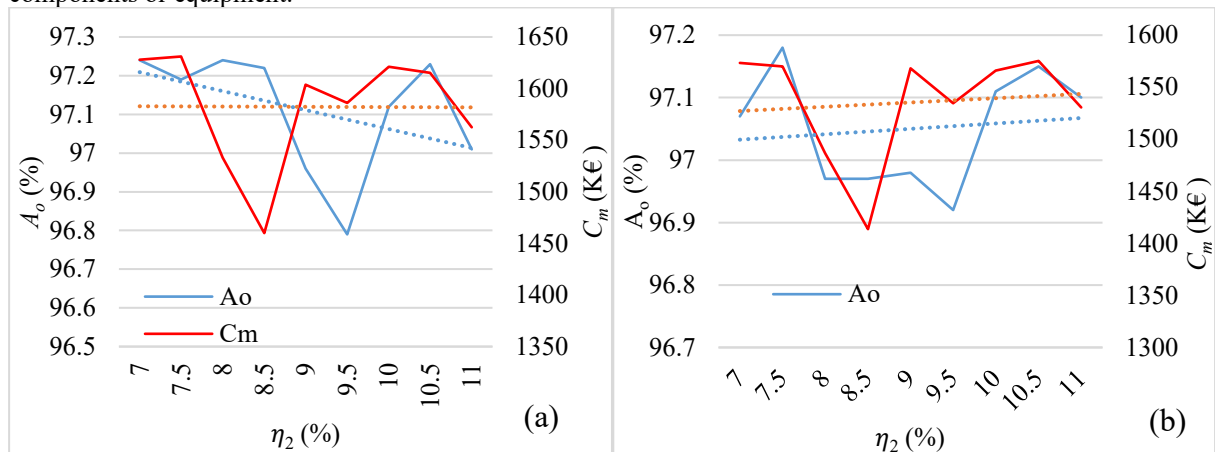 components of equipment.
97.3
97.2
97.1
97
96.9
96.8
96.7
96.6
96.5
A_o (%)
1650
1600
1550
1500
1450
1400
1350
C_m (K€)
Ao
Cm
7 7.5 8 8.5 9 9.5 10 10.5 11
η_2 (%)
(a)
97.2
97.1
97
96.9
96.8
96.7
A_o (%)
1600
1550
1500
1450
1400
1350
1300
C_m (K€)
Ao
7 7.5 8 8.5 9 9.5 10 10.5 11
η_2 (%)
(b)